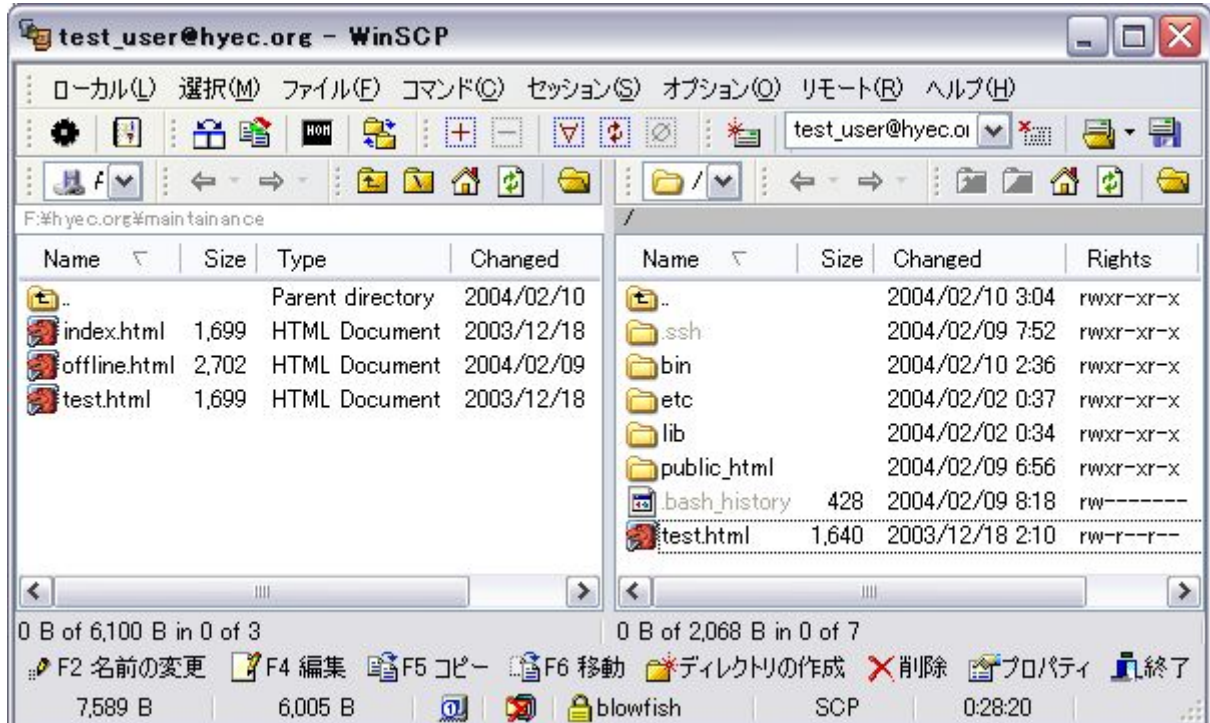 test_user@hyec.org - WinSCP
ローカル(L) 選択(M) ファイル(F) コマンド(C) セッション(S) オプション(O) リモート(R) ヘルプ(H)
test_user@hyec.or
F:¥hyec.org¥maintainance
/
Name Size Type Changed
.. Parent directory 2004/02/10
index.html 1,699 HTML Document 2003/12/18
offline.html 2,702 HTML Document 2004/02/09
test.html 1,699 HTML Document 2003/12/18
/
Name Size Changed Rights
.. 2004/02/10 3:04 rwxr-xr-x
.ssh 2004/02/09 7:52 rwxr-xr-x
bin 2004/02/10 2:36 rwxr-xr-x
etc 2004/02/02 0:37 rwxr-xr-x
lib 2004/02/02 0:34 rwxr-xr-x
public_html 2004/02/09 6:56 rwxr-xr-x
.bash_history 428 2004/02/09 8:18 rw-------
test.html 1,640 2003/12/18 2:10 rw-r--r--
0 B of 6,100 B in 0 of 3
0 B of 2,068 B in 0 of 7
F2 名前の変更 F4 編集 F5 コピー F6 移動 ディレクトリの作成 削除 プロパティ 終了
7,589 B 6,005 B blowfish SCP 0:28:20